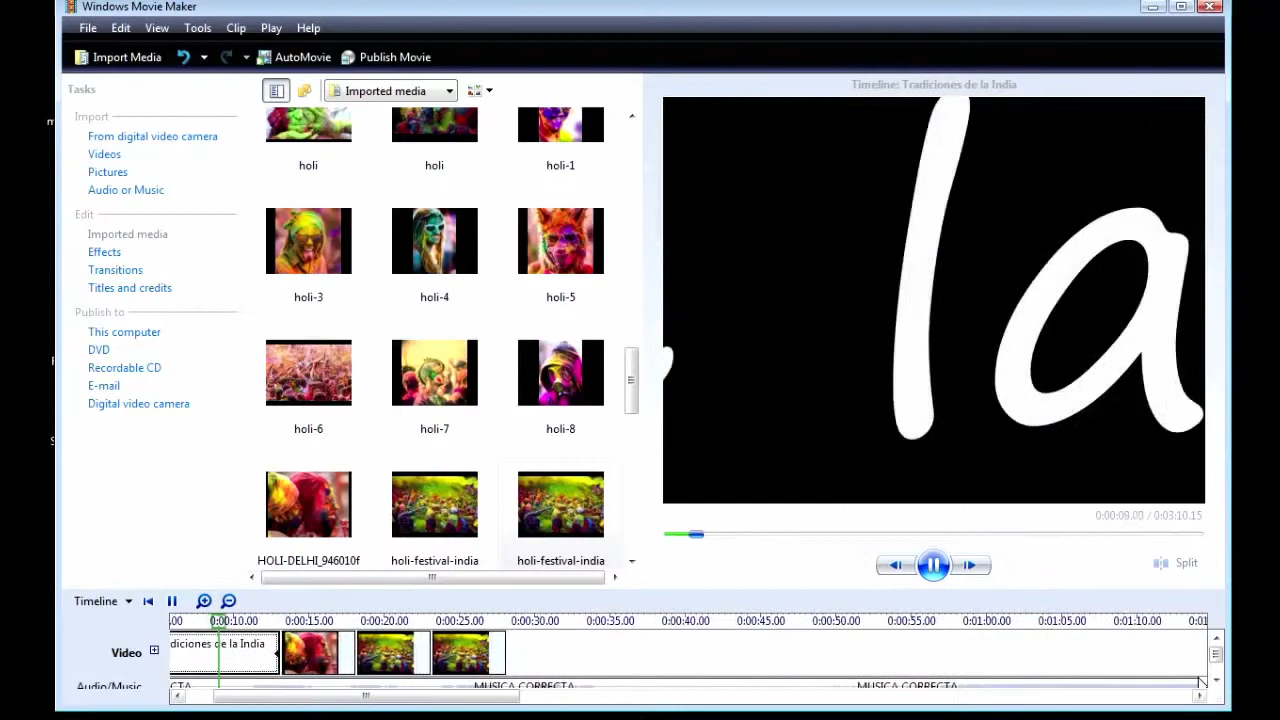 Windows Movie Maker
File Edit View Tools Clip Play Help
Import Media AutoMovie Publish Movie
Tasks
Imported media
Timeline: Tradiciones de la India
Import
From digital video camera
Videos
Pictures
Audio or Music
Edit
Imported media
Effects
Transitions
Titles and credits
Publish to
This computer
DVD
Recordable CD
E-mail
Digital video camera
holi holi holi-1
holi-3 holi-4 holi-5
holi-6 holi-7 holi-8
HOLI-DELHI_946010f holi-festival-india holi-festival-india
la
0:00:09.00 / 0:03:10.15
Split
Timeline
.00 0:00:10.00 0:00:15.00 0:00:20.00 0:00:25.00 0:00:30.00 0:00:35.00 0:00:40.00 0:00:45.00 0:00:50.00 0:00:55.00 0:01:00.00 0:01:05.00 0:01:10.00 0:01
Video
diciones de la India
Audio/Music
CTA MUSICA CORRECTA MUSICA CORRECTA